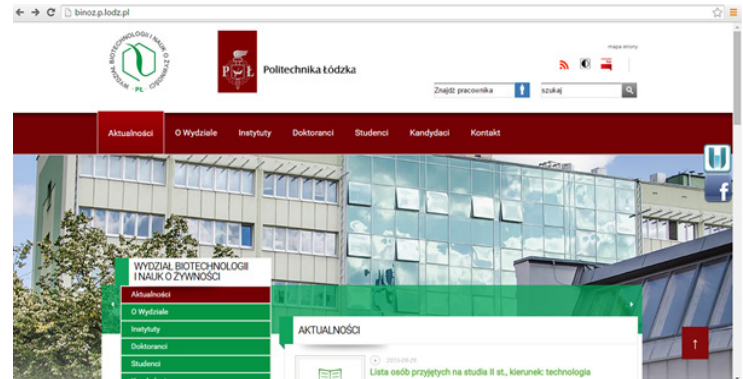 binoz.p.lodz.pl
WYDZIAŁ BIOTECHNOLOGII I NAUK O ŻYWNOŚCI
PŁ
P Ł
Politechnika Łódzka
mapa strony
Znajdź pracownika
szukaj
Aktualności
O Wydziale
Instytuty
Doktoranci
Studenci
Kandydaci
Kontakt
WYDZIAŁ BIOTECHNOLOGII
I NAUK O ŻYWNOŚCI
Aktualności
O Wydziale
Instytuty
Doktoranci
Studenci
AKTUALNOŚCI
Lista osób przyjętych na studia II st., kierunek: technologia